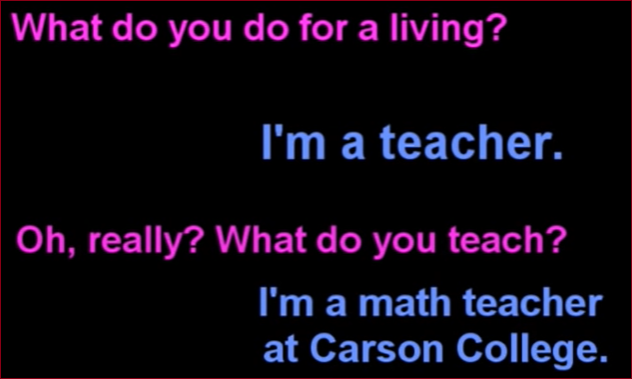 What do you do for a living?
I'm a teacher.
Oh, really? What do you teach?
I'm a math teacher
at Carson College.